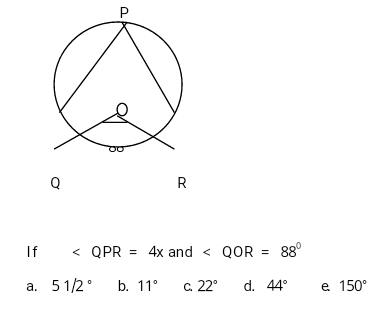 P
O
88
Q R
If < QPR = 4x and < QOR = 88⁰
a. 5 1/2 ° b. 11° c. 22° d. 44° e. 150°